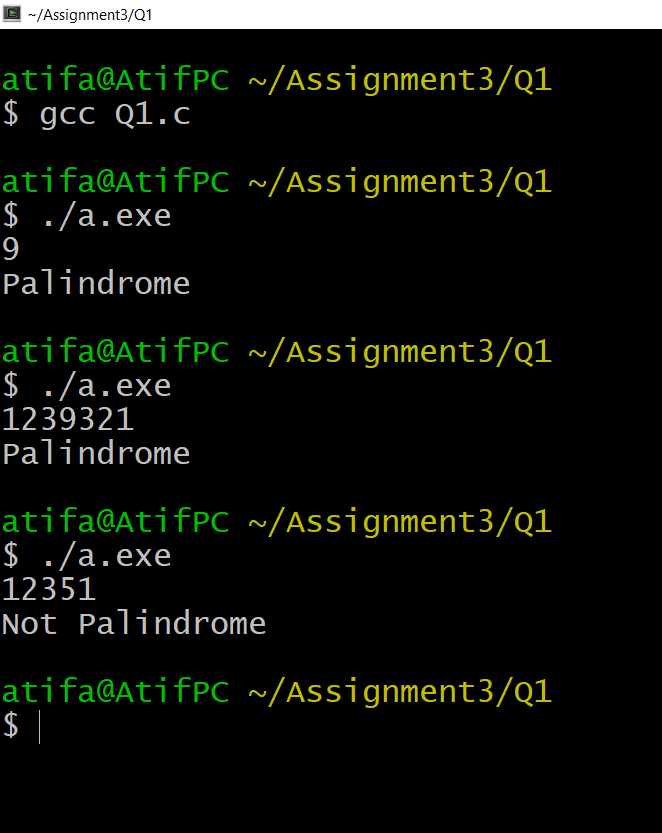 ~/Assignment3/Q1
atifa@AtifPC ~/Assignment3/Q1
$ gcc Q1.c
atifa@AtifPC ~/Assignment3/Q1
$ ./a.exe
9
Palindrome
atifa@AtifPC ~/Assignment3/Q1
$ ./a.exe
1239321
Palindrome
atifa@AtifPC ~/Assignment3/Q1
$ ./a.exe
12351
Not Palindrome
atifa@AtifPC ~/Assignment3/Q1
$